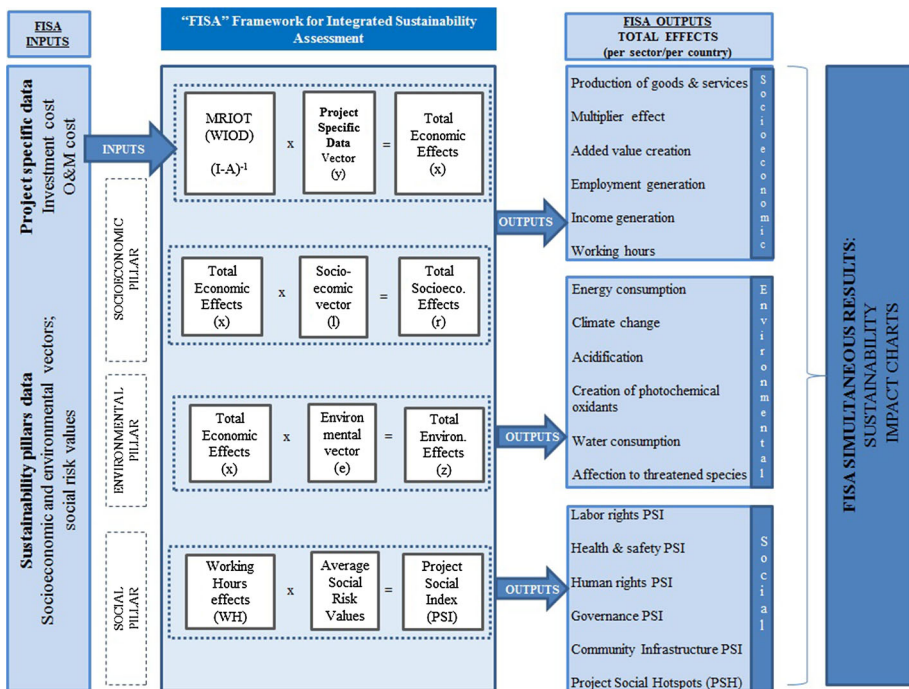 FISA
INPUTS
"FISA" Framework for Integrated Sustainability
Assessment
FISA OUTPUTS
TOTAL EFFECTS
(per sector/per country)
Project specific data
Investment cost
O&M cost
Sustainability pillars data
Socioeconomic and environmental vectors;
social risk values
INPUTS
SOCIOECONOMIC
PILLAR
ENVIRONMENTAL
PILLAR
SOCIAL
PILLAR
MRIOT
(WIOD)
(I-A)-1
x
Project
Specific
Data
Vector
(y)
=
Total
Economic
Effects
(x)
Total
Economic
Effects
(x)
x
Socio-
ecomic
vector
(l)
=
Total
Socioeco.
Effects
(r)
Total
Economic
Effects
(x)
x
Environ
mental
vector
(e)
=
Total
Environ.
Effects
(z)
Working
Hours
effects
(WH)
x
Average
Social
Risk
Values
=
Project
Social
Index
(PSI)
OUTPUTS
OUTPUTS
OUTPUTS
Production of goods & services
Multiplier effect
Added value creation
Employment generation
Income generation
Working hours
Socioeconomic
Energy consumption
Climate change
Acidification
Creation of photochemical
oxidants
Water consumption
Affection to threatened species
Environmental
Labor rights PSI
Health & safety PSI
Human rights PSI
Governance PSI
Community Infrastructure PSI
Project Social Hotspots (PSH)
Social
FISA SIMULTANEOUS RESULTS:
SUSTAINABILITY
IMPACT CHARTS